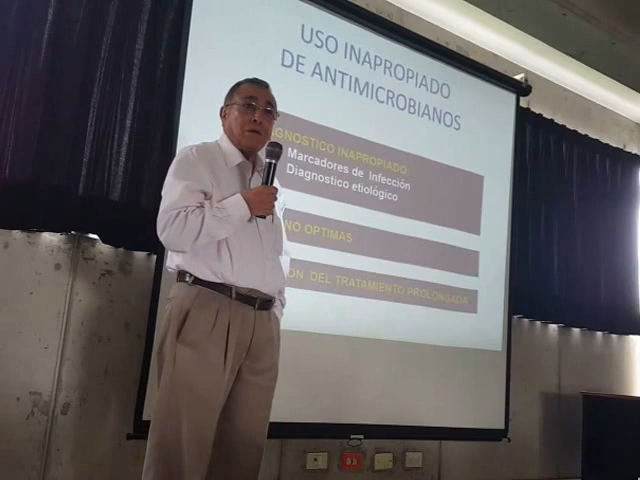 USO INAPROPIADO
DE ANTIMICROBIANOS
GNOSTICO INAPROPIADO
Marcadores de Infección
Diagnostico etiológico
NO OPTIMAS
ON DEL TRATAMIENTO PROLONGADA